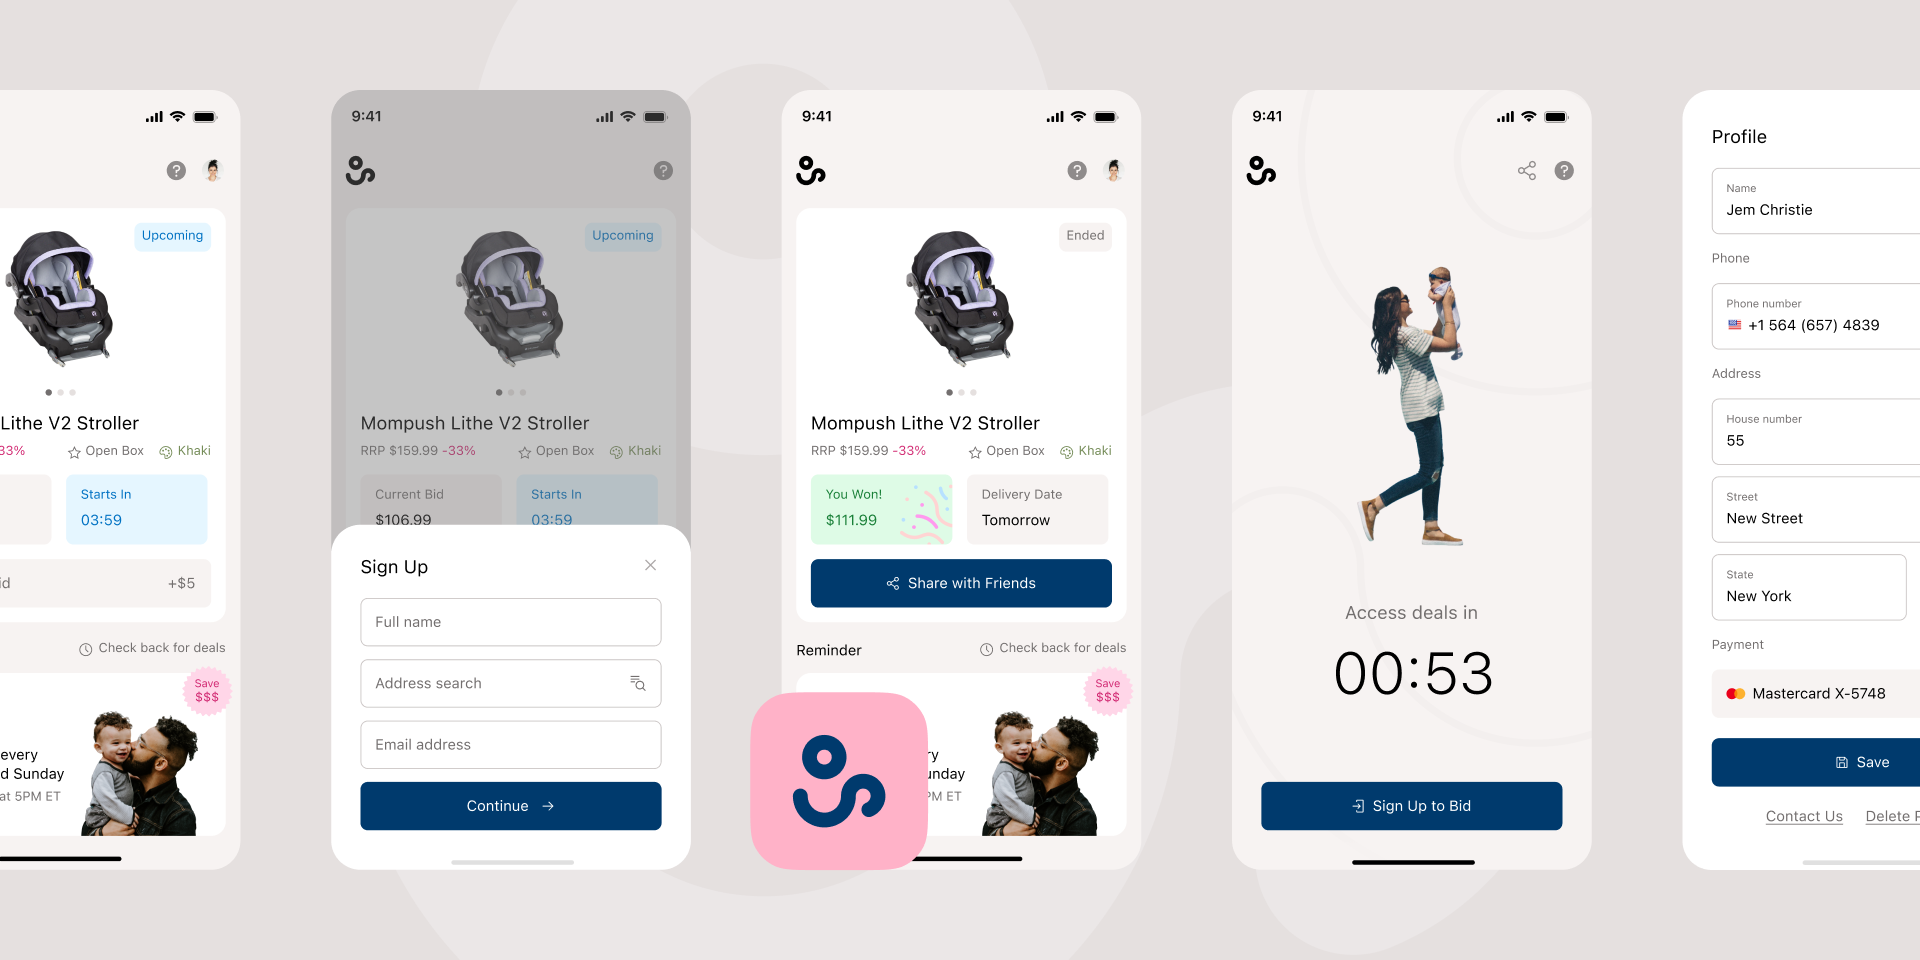 Upcoming
Lithe V2 Stroller
33%
Open Box
Khaki
Starts In
03:59
id
+$5
Check back for deals
Save
$$$
every
d Sunday
at 5PM ET
9:41
Upcoming
Mompush Lithe V2 Stroller
RRP $159.99 -33%
Open Box
Khaki
Current Bid
$106.99
Starts In
03:59
Sign Up
Full name
Address search
Email address
Continue
9:41
Ended
Mompush Lithe V2 Stroller
RRP $159.99 -33%
Open Box
Khaki
You Won!
$111.99
Delivery Date
Tomorrow
Share with Friends
Reminder
Check back for deals
Save
$$$
ry
unday
PM ET
9:41
Access deals in
00:53
Sign Up to Bid
Profile
Name
Jem Christie
Phone
Phone number
+1 564 (657) 4839
Address
House number
55
Street
New Street
State
New York
Payment
Mastercard X-5748
Save
Contact Us
Delete P